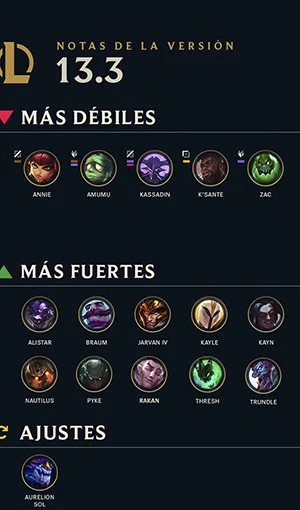 NOTAS DE LA VERSIÓN
13.3
MÁS DÉBILES
ANNIE AMUMU KASSADIN K'SANTE ZAC
MÁS FUERTES
ALISTAR BRAUM JARVAN IV KAYLE KAYN
NAUTILUS PYKE RAKAN THRESH TRUNDLE
AJUSTES
AURELION
SOL